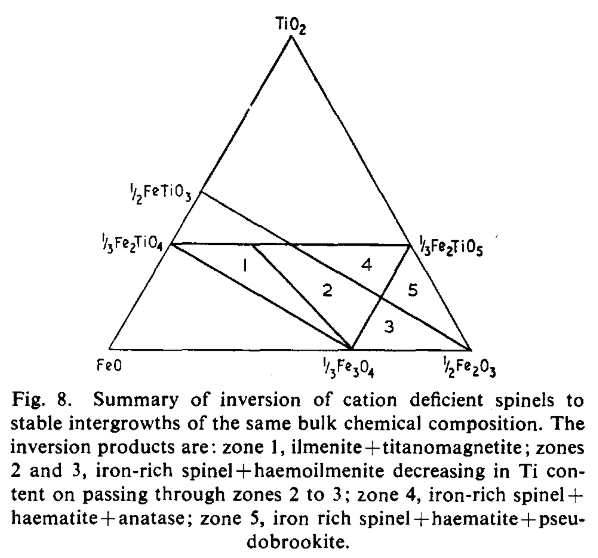 TiO2
½FeTiO3
⅓Fe2TiO4
⅓Fe2TiO5
1
4
2
5
3
FeO
⅓Fe3O4
½Fe2O3
Fig. 8. Summary of inversion of cation deficient spinels to
stable intergrowths of the same bulk chemical composition. The
inversion products are: zone 1, ilmenite+titanomagnetite; zones
2 and 3, iron-rich spinel+haemoilmenite decreasing in Ti con-
tent on passing through zones 2 to 3; zone 4, iron-rich spinel+
haematite+anatase; zone 5, iron rich spinel+haematite+pseu-
dobrookite.